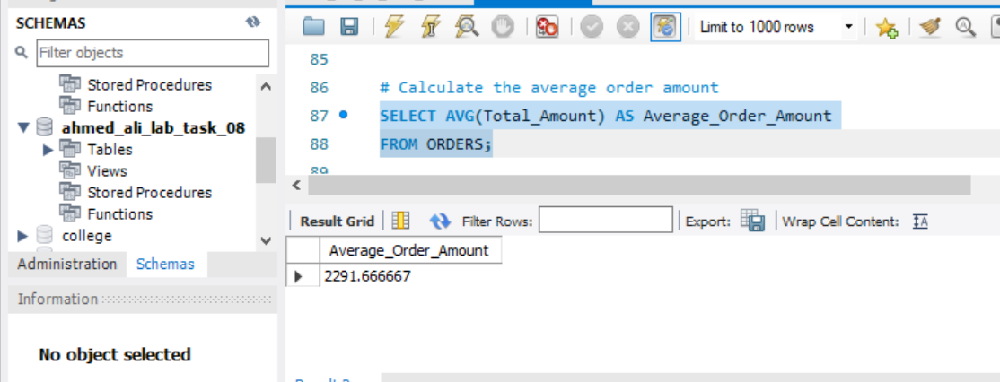 SCHEMAS
Filter objects
Stored Procedures
Functions
ahmed_ali_lab_task_08
Tables
Views
Stored Procedures
Functions
college
Administration Schemas
Information
No object selected
Limit to 1000 rows
85
86 # Calculate the average order amount
87 SELECT AVG(Total_Amount) AS Average_Order_Amount
88 FROM ORDERS;
89
Result Grid Filter Rows: Export: Wrap Cell Content: IA
Average_Order_Amount
2291.666667